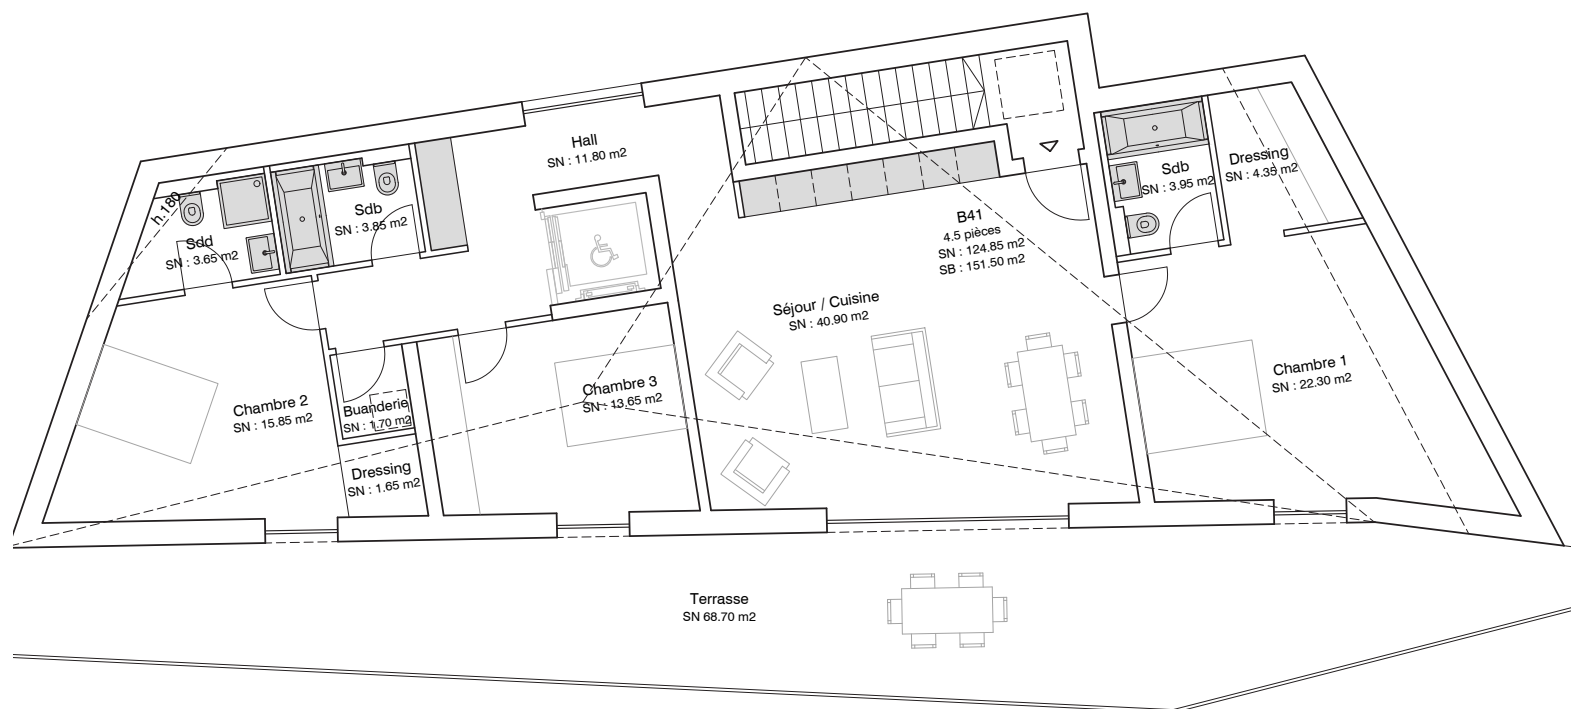 Hall
SN : 11.80 m2
h.180
Sdd
SN : 3.65 m2
Sdb
SN : 3.85 m2
Sdb
SN : 3.95 m2
Dressing
SN : 4.35 m2
B41
4.5 pièces
SN : 124.85 m2
SB : 151.50 m2
Séjour / Cuisine
SN : 40.90 m2
Chambre 1
SN : 22.30 m2
Chambre 2
SN : 15.85 m2
Buanderie
SN : 1.70 m2
Chambre 3
SN : 13.65 m2
Dressing
SN : 1.65 m2
Terrasse
SN 68.70 m2